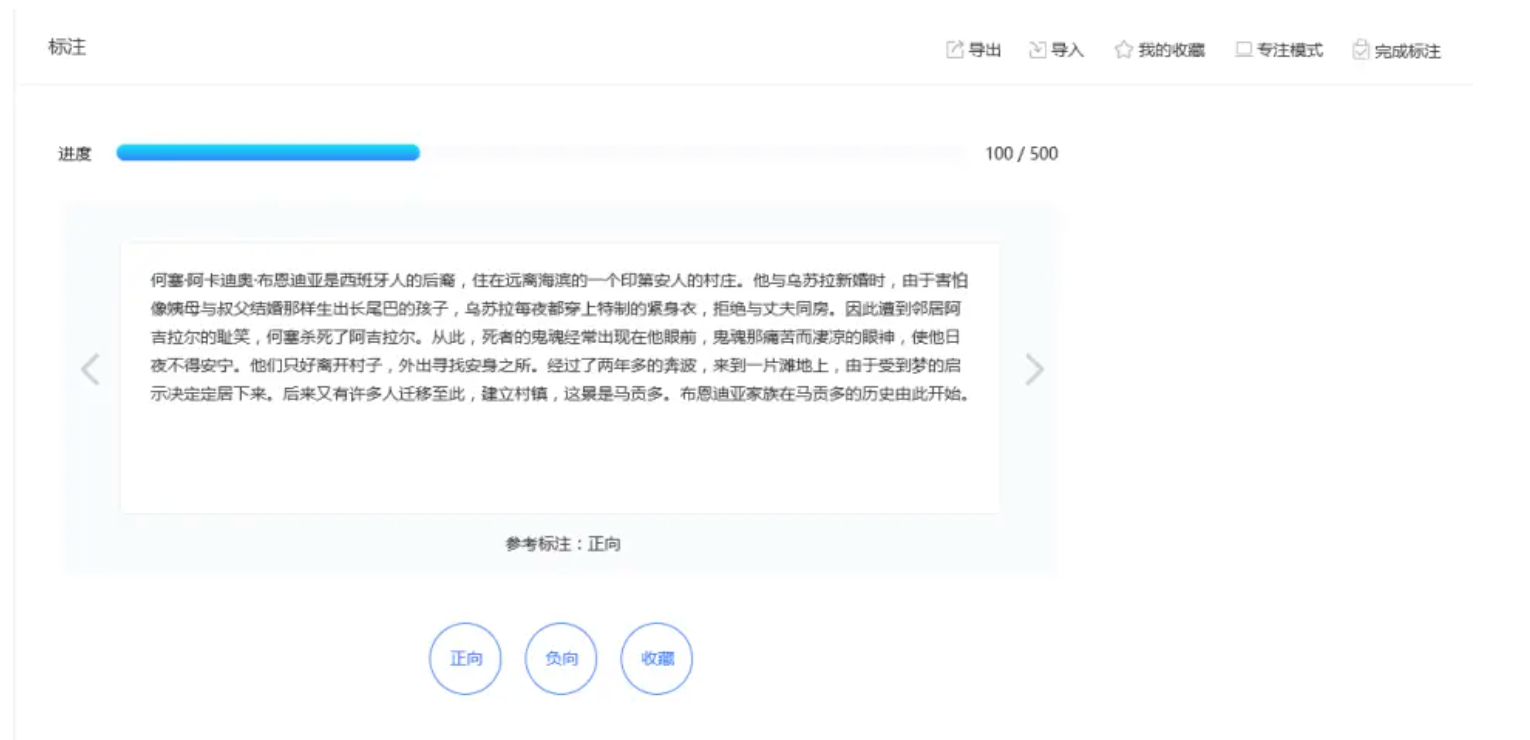 标注
导出 导入 我的收藏 专注模式 完成标注
进度 100 / 500
何塞·阿卡迪奥·布恩迪亚是西班牙人的后裔，住在远离海滨的一个印第安人的村庄。他与乌苏拉新婚时，由于害怕
像姨母与叔父结婚那样生出长尾巴的孩子，乌苏拉每夜都穿上特制的紧身衣，拒绝与丈夫同房。因此遭到邻居阿
吉拉尔的耻笑，何塞杀死了阿吉拉尔。从此，死者的鬼魂经常出现在他眼前，鬼魂那痛苦而凄凉的眼神，使他日
夜不得安宁。他们只好离开村子，外出寻找安身之所。经过了两年多的奔波，来到一片滩地上，由于受到梦的启
示决定定居下来。后来又有许多人迁移至此，建立村镇，这景是马贡多。布恩迪亚家族在马贡多的历史由此开始。
参考标注：正向
正向 负向 收藏